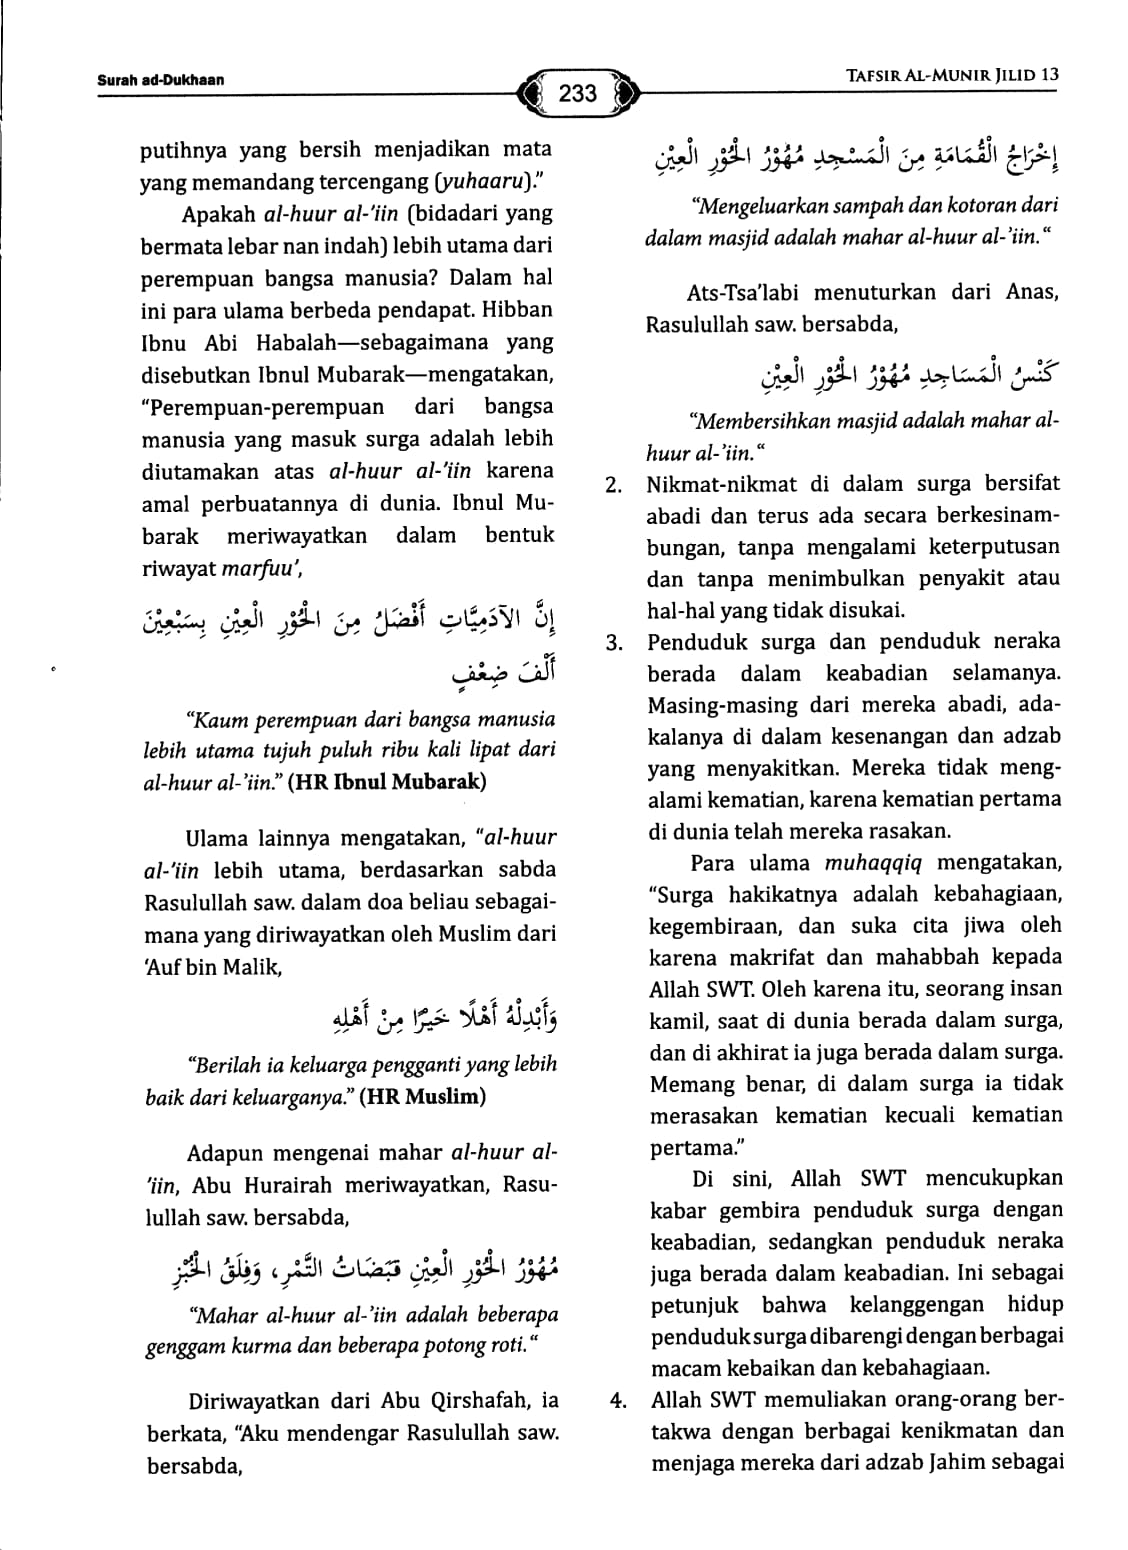 Surah ad-Dukhaan
233
TAFSIR AL-MUNIR JILID 13
putihnya yang bersih menjadikan mata
yang memandang tercengang (yuhaaru)."
Apakah al-huur al-'iin (bidadari yang
bermata lebar nan indah) lebih utama dari
perempuan bangsa manusia? Dalam hal
ini para ulama berbeda pendapat. Hibban
Ibnu Abi Habalah—sebagaimana yang
disebutkan Ibnul Mubarak—mengatakan,
"Perempuan-perempuan dari bangsa
manusia yang masuk surga adalah lebih
diutamakan atas al-huur al-'iin karena
amal perbuatannya di dunia. Ibnul Mu-
barak meriwayatkan dalam bentuk
riwayat marfuu',
إِنَّ الآدَمِيَّاتِ أَفْضَلُ مِنَ الْحُوْرِ الْعِيْنِ بِسَبْعِيْنَ
أَلْفَ ضِعْفٍ
"Kaum perempuan dari bangsa manusia
lebih utama tujuh puluh ribu kali lipat dari
al-huur al-'iin." (HR Ibnul Mubarak)
Ulama lainnya mengatakan, "al-huur
al-'iin lebih utama, berdasarkan sabda
Rasulullah saw. dalam doa beliau sebagai-
mana yang diriwayatkan oleh Muslim dari
'Auf bin Malik,
وَأَبْدِلْهُ أَهْلًا خَيْرًا مِنْ أَهْلِهِ
"Berilah ia keluarga pengganti yang lebih
baik dari keluarganya." (HR Muslim)
Adapun mengenai mahar al-huur al-
'iin, Abu Hurairah meriwayatkan, Rasu-
lullah saw. bersabda,
مُهُوْرُ الْحُوْرِ الْعِيْنِ قَبَضَاتُ التَّمْرِ، وَفِلَقُ الْخُبْزِ
"Mahar al-huur al-'iin adalah beberapa
genggam kurma dan beberapa potong roti."
Diriwayatkan dari Abu Qirshafah, ia
berkata, "Aku mendengar Rasulullah saw.
bersabda,
إِخْرَاجُ الْقُمَامَةِ مِنَ الْمَسْجِدِ مُهُوْرُ الْحُوْرِ الْعِيْنِ
"Mengeluarkan sampah dan kotoran dari
dalam masjid adalah mahar al-huur al-'iin."
Ats-Tsa'labi menuturkan dari Anas,
Rasulullah saw. bersabda,
كَنْسُ الْمَسَاجِدِ مُهُوْرُ الْحُوْرِ الْعِيْنِ
"Membersihkan masjid adalah mahar al-
huur al-'iin."
2. Nikmat-nikmat di dalam surga bersifat
abadi dan terus ada secara berkesinam-
bungan, tanpa mengalami keterputusan
dan tanpa menimbulkan penyakit atau
hal-hal yang tidak disukai.
3. Penduduk surga dan penduduk neraka
berada dalam keabadian selamanya.
Masing-masing dari mereka abadi, ada-
kalanya di dalam kesenangan dan adzab
yang menyakitkan. Mereka tidak meng-
alami kematian, karena kematian pertama
di dunia telah mereka rasakan.
Para ulama muhaqqiq mengatakan,
"Surga hakikatnya adalah kebahagiaan,
kegembiraan, dan suka cita jiwa oleh
karena makrifat dan mahabbah kepada
Allah SWT. Oleh karena itu, seorang insan
kamil, saat di dunia berada dalam surga,
dan di akhirat ia juga berada dalam surga.
Memang benar, di dalam surga ia tidak
merasakan kematian kecuali kematian
pertama."
Di sini, Allah SWT mencukupkan
kabar gembira penduduk surga dengan
keabadian, sedangkan penduduk neraka
juga berada dalam keabadian. Ini sebagai
petunjuk bahwa kelanggengan hidup
penduduk surga dibarengi dengan berbagai
macam kebaikan dan kebahagiaan.
4. Allah SWT memuliakan orang-orang ber-
takwa dengan berbagai kenikmatan dan
menjaga mereka dari adzab Jahim sebagai